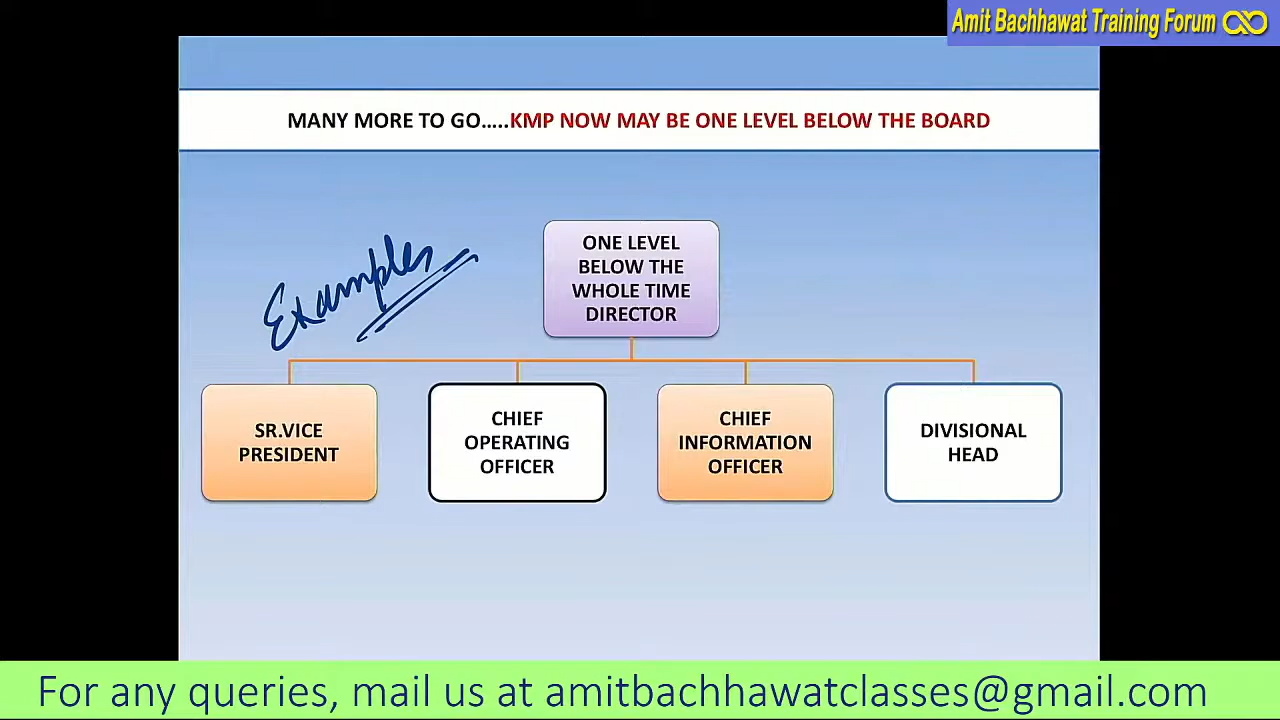 Amit Bachhawat Training Forum
MANY MORE TO GO.....KMP NOW MAY BE ONE LEVEL BELOW THE BOARD
Examples
ONE LEVEL
BELOW THE
WHOLE TIME
DIRECTOR
SR.VICE
PRESIDENT
CHIEF
OPERATING
OFFICER
CHIEF
INFORMATION
OFFICER
DIVISIONAL
HEAD
For any queries, mail us at amitbachhawatclasses@gmail.com